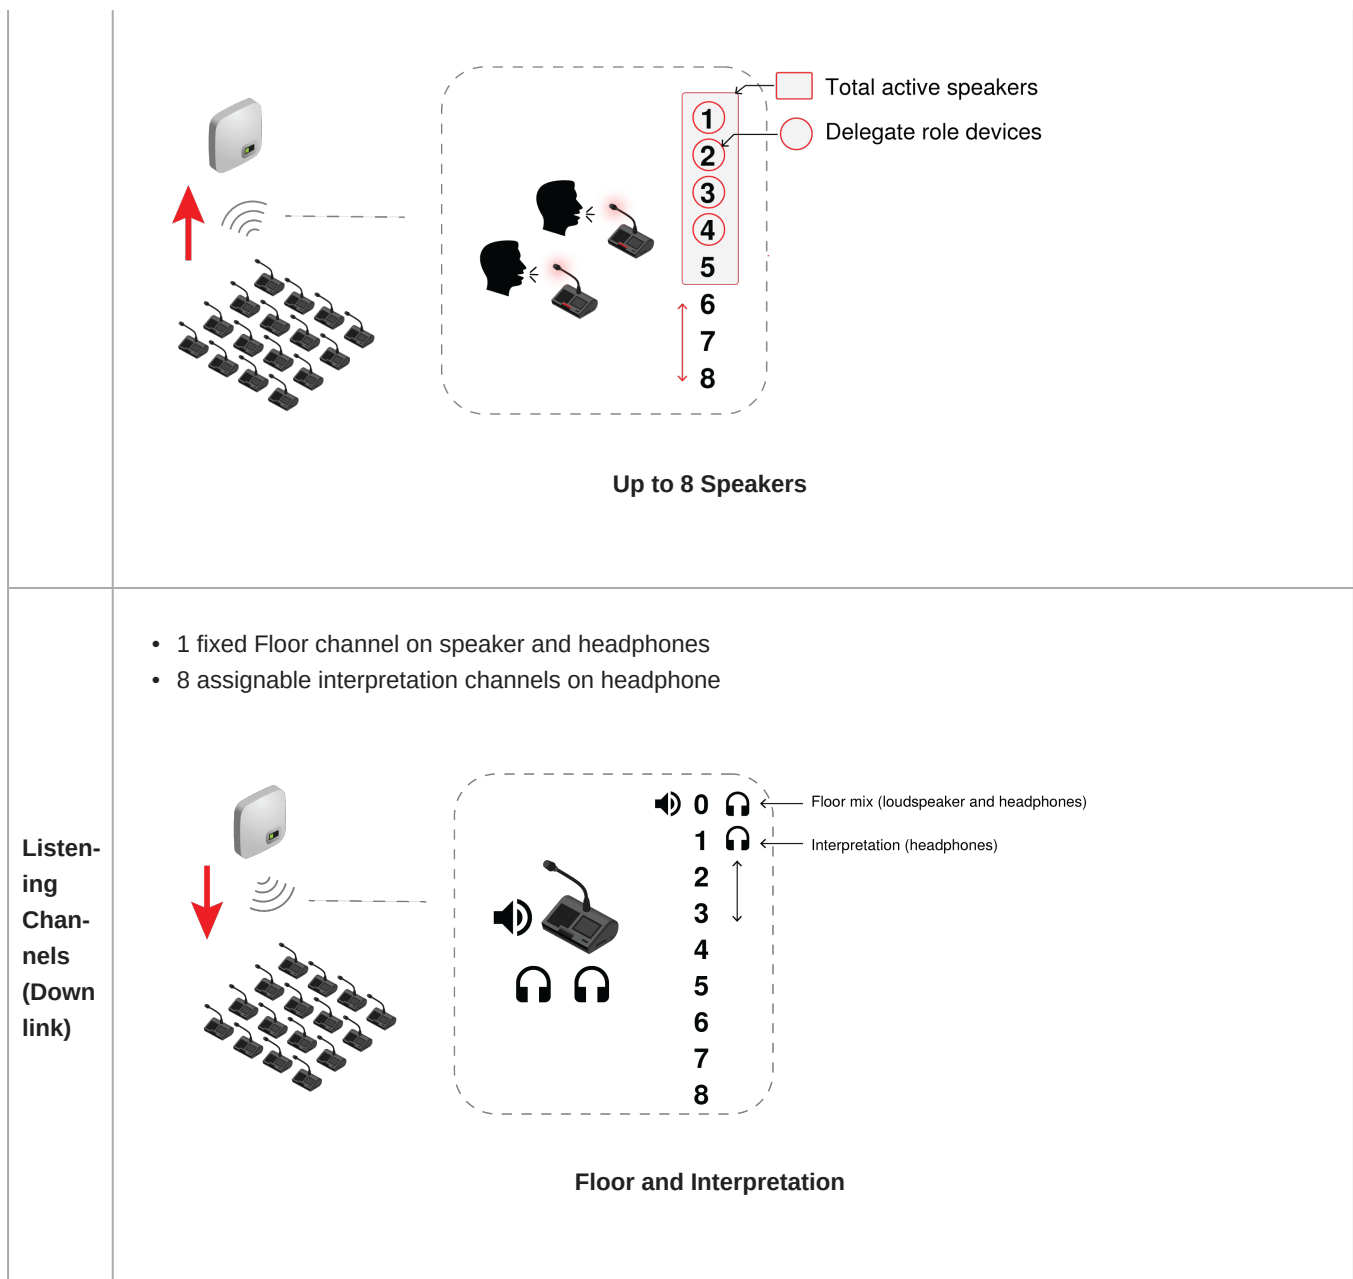 Total active speakers
Delegate role devices
1
2
3
4
5
6
7
8
Up to 8 Speakers
• 1 fixed Floor channel on speaker and headphones
• 8 assignable interpretation channels on headphone
Listen-
ing
Chan-
nels
(Down
link)
0
Floor mix (loudspeaker and headphones)
1
Interpretation (headphones)
2
3
4
5
6
7
8
Floor and Interpretation